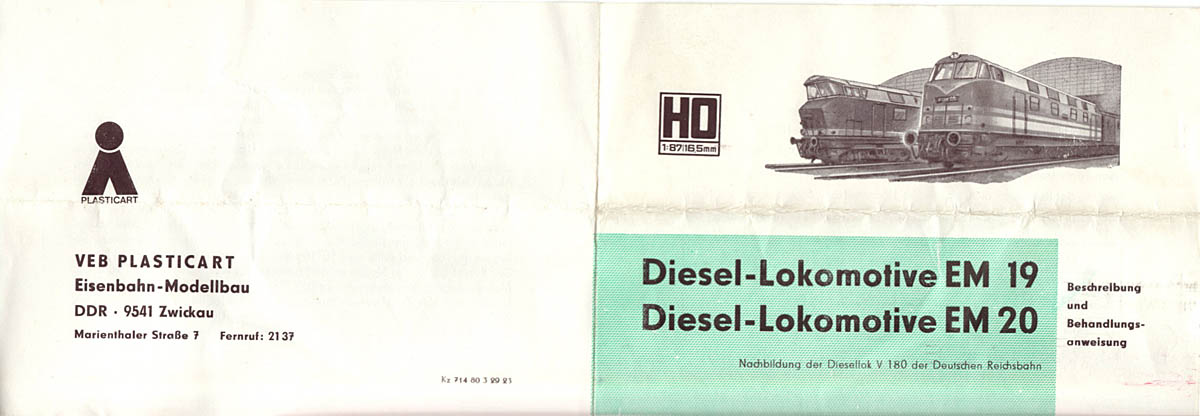 PLASTICART
VEB PLASTICART
Eisenbahn-Modellbau
DDR · 9541 Zwickau
Marienthaler Straße 7 Fernruf: 2137
Kz 714 80 3 29 23
HO
1:87/16,5mm
Diesel-Lokomotive EM 19
Diesel-Lokomotive EM 20
Nachbildung der Diesellok V 180 der Deutschen Reichsbahn
Beschreibung
und
Behandlungs-
anweisung